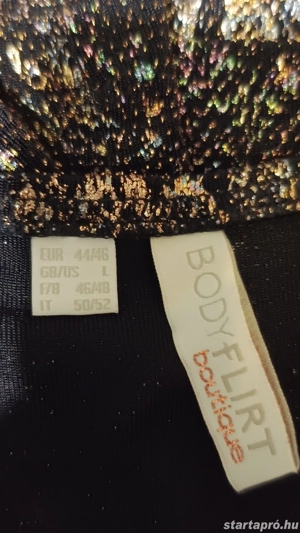 EUR 44/46
GB/US L
F/B 46/48
IT 50/52
BODYFLIRT
boutique
startapró.hu